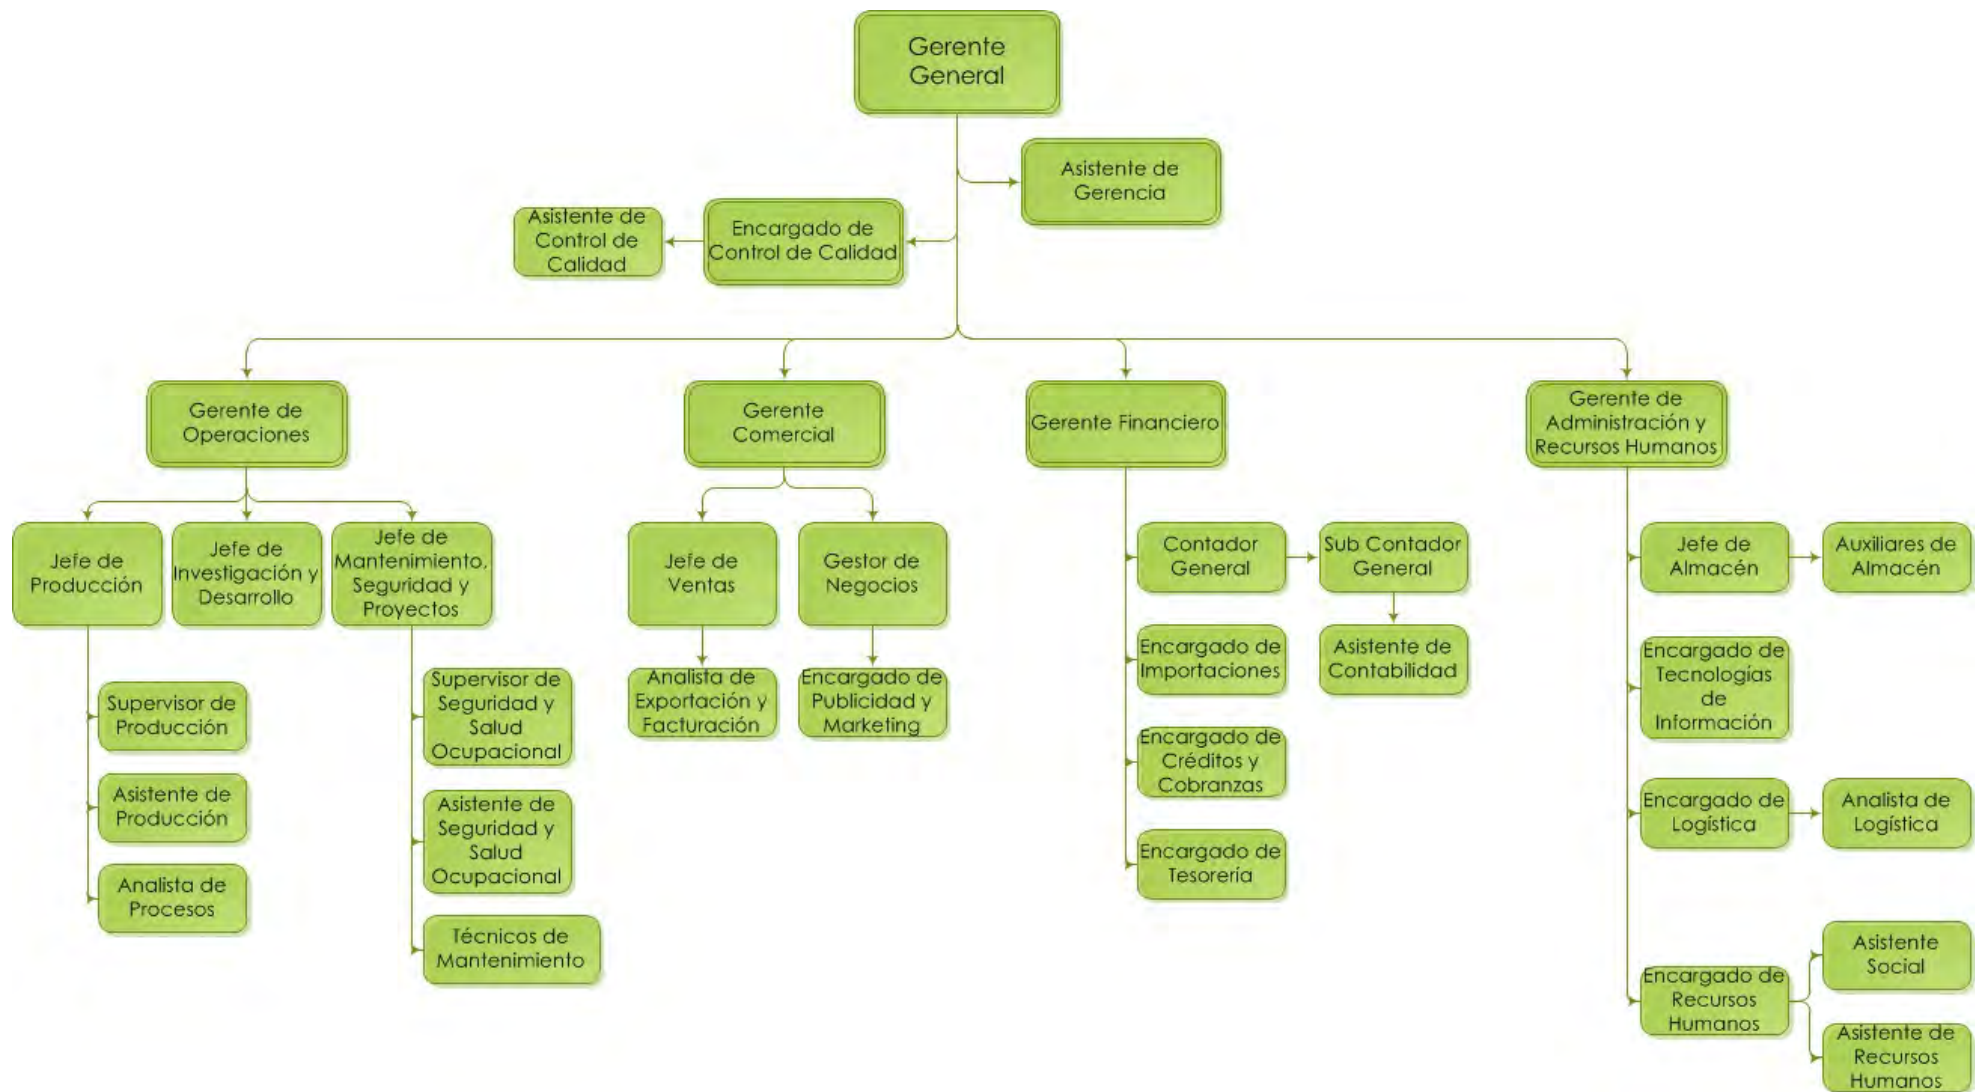 Gerente
General
Asistente de
Gerencia
Asistente de
Control de
Calidad
Encargado de
Control de Calidad
Gerente de
Operaciones
Gerente
Comercial
Gerente Financiero
Gerente de
Administración y
Recursos Humanos
Jefe de
Producción
Jefe de
Investigación y
Desarrollo
Jefe de
Mantenimiento,
Seguridad y
Proyectos
Jefe de
Ventas
Gestor de
Negocios
Contador
General
Sub Contador
General
Jefe de
Almacén
Auxiliares de
Almacén
Supervisor de
Producción
Supervisor de
Seguridad y
Salud
Ocupacional
Analista de
Exportación y
Facturación
Encargado de
Publicidad y
Marketing
Encargado de
Importaciones
Asistente de
Contabilidad
Encargado de
Tecnologías
de
Información
Asistente de
Producción
Asistente de
Seguridad y
Salud
Ocupacional
Encargado de
Créditos y
Cobranzas
Encargado de
Logística
Analista de
Logística
Analista de
Procesos
Técnicos de
Mantenimiento
Encargado de
Tesorería
Encargado de
Recursos
Humanos
Asistente
Social
Asistente de
Recursos
Humanos